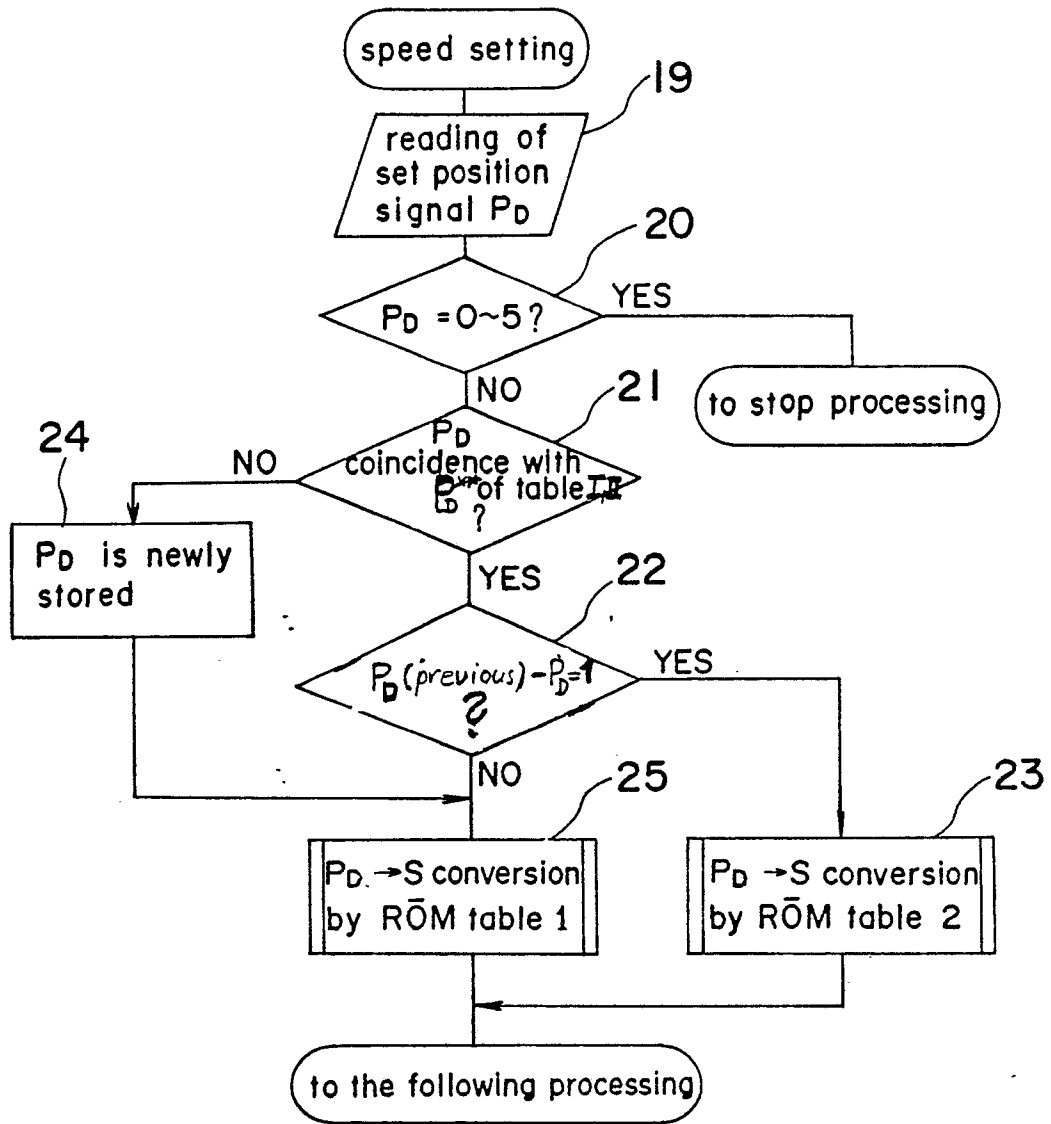 speed setting
19
reading of
set position
signal PD
20
PD = 0~5?
YES
NO
to stop processing
21
PD
coincidence with
of table I, II
?
NO
24
PD is newly
stored
YES
22
PD (previous) - PD = 1
?
YES
NO
25
23
PD → S conversion
by ROM table 1
PD → S conversion
by ROM table 2
to the following processing